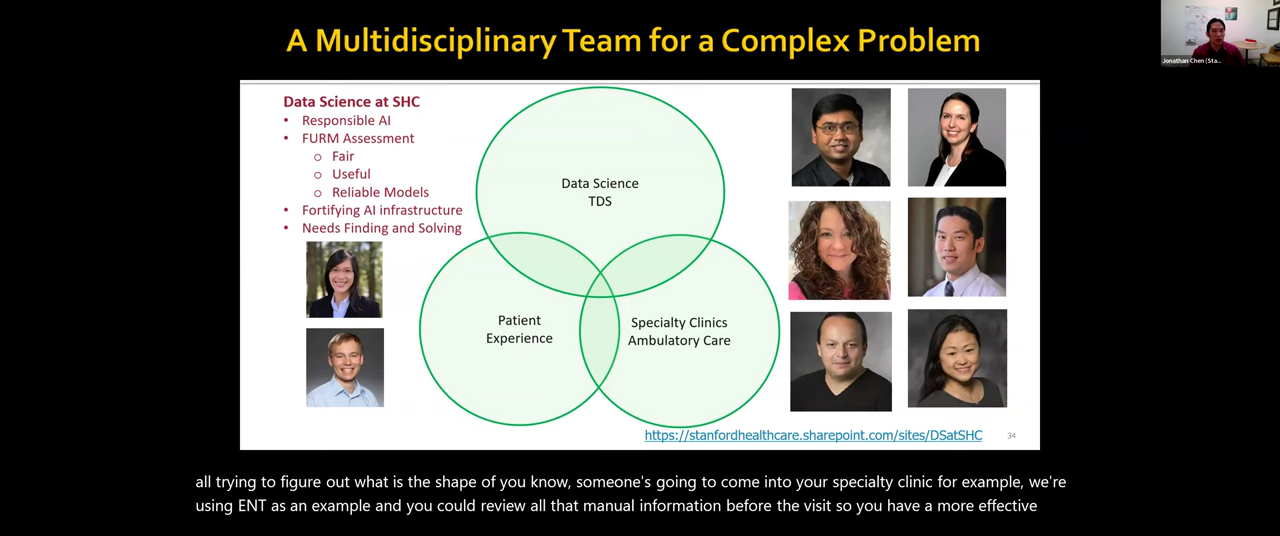 A Multidisciplinary Team for a Complex Problem
Jonathan Chen (Sta...
Data Science at SHC
• Responsible AI
• FURM Assessment
o Fair
o Useful
o Reliable Models
• Fortifying AI infrastructure
• Needs Finding and Solving
Data Science
TDS
Patient
Experience
Specialty Clinics
Ambulatory Care
https://stanfordhealthcare.sharepoint.com/sites/DSatSHC
34
all trying to figure out what is the shape of you know, someone's going to come into your specialty clinic for example, we're
using ENT as an example and you could review all that manual information before the visit so you have a more effective